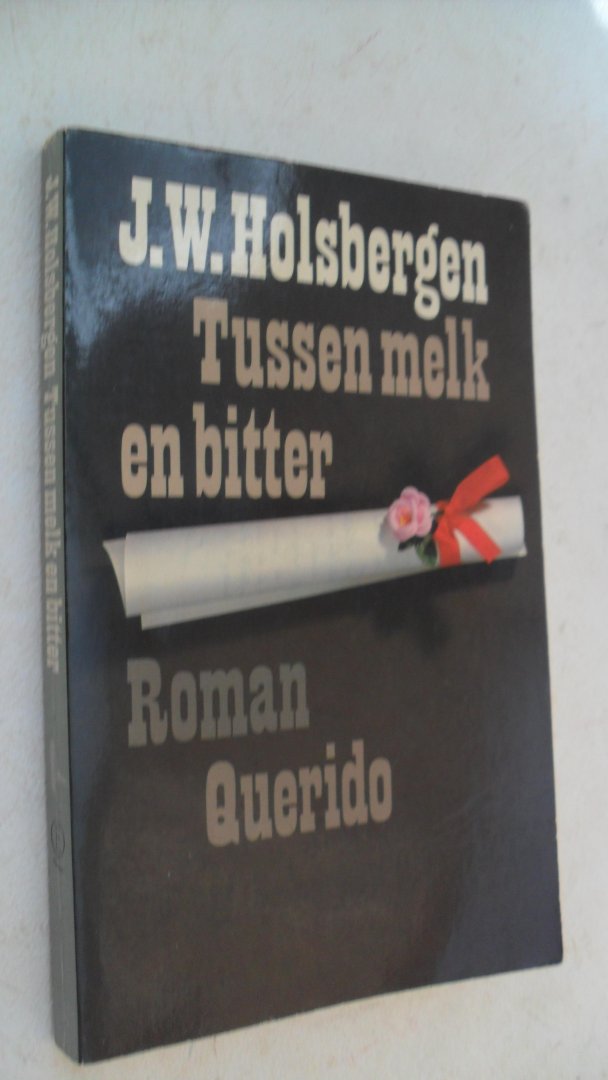 J.W. Holsbergen
Tussen melk
en bitter
Roman
Querido
J.W. Holsbergen Tussen melk en bitter